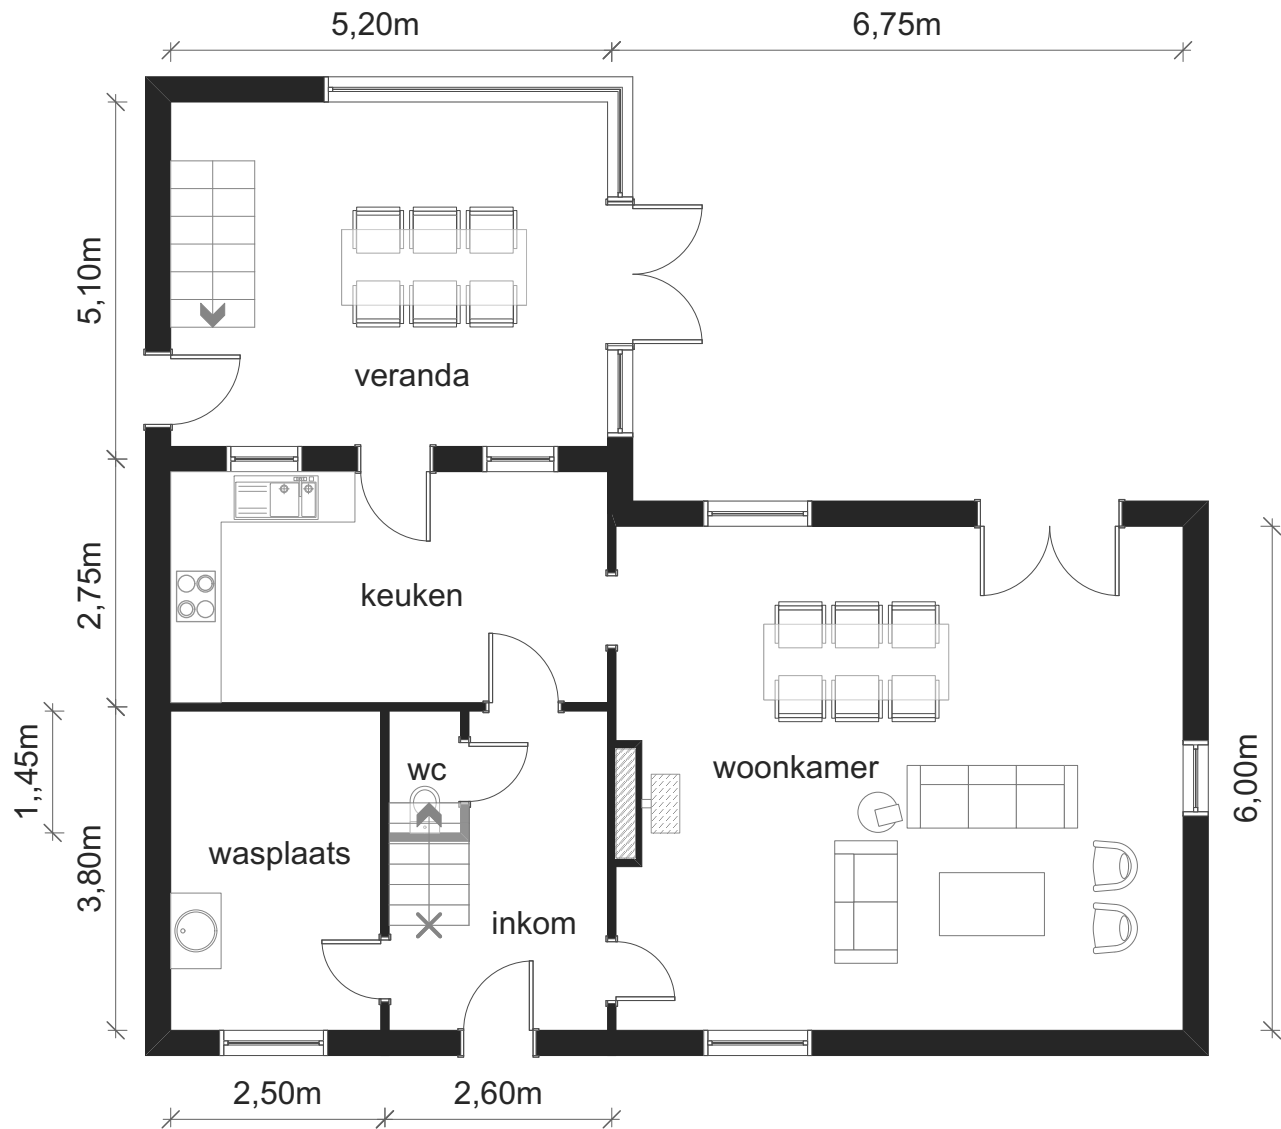 5,20m
6,75m
5,10m
veranda
2,75m
keuken
1,,45m
wc
woonkamer
6,00m
3,80m
wasplaats
inkom
2,50m
2,60m